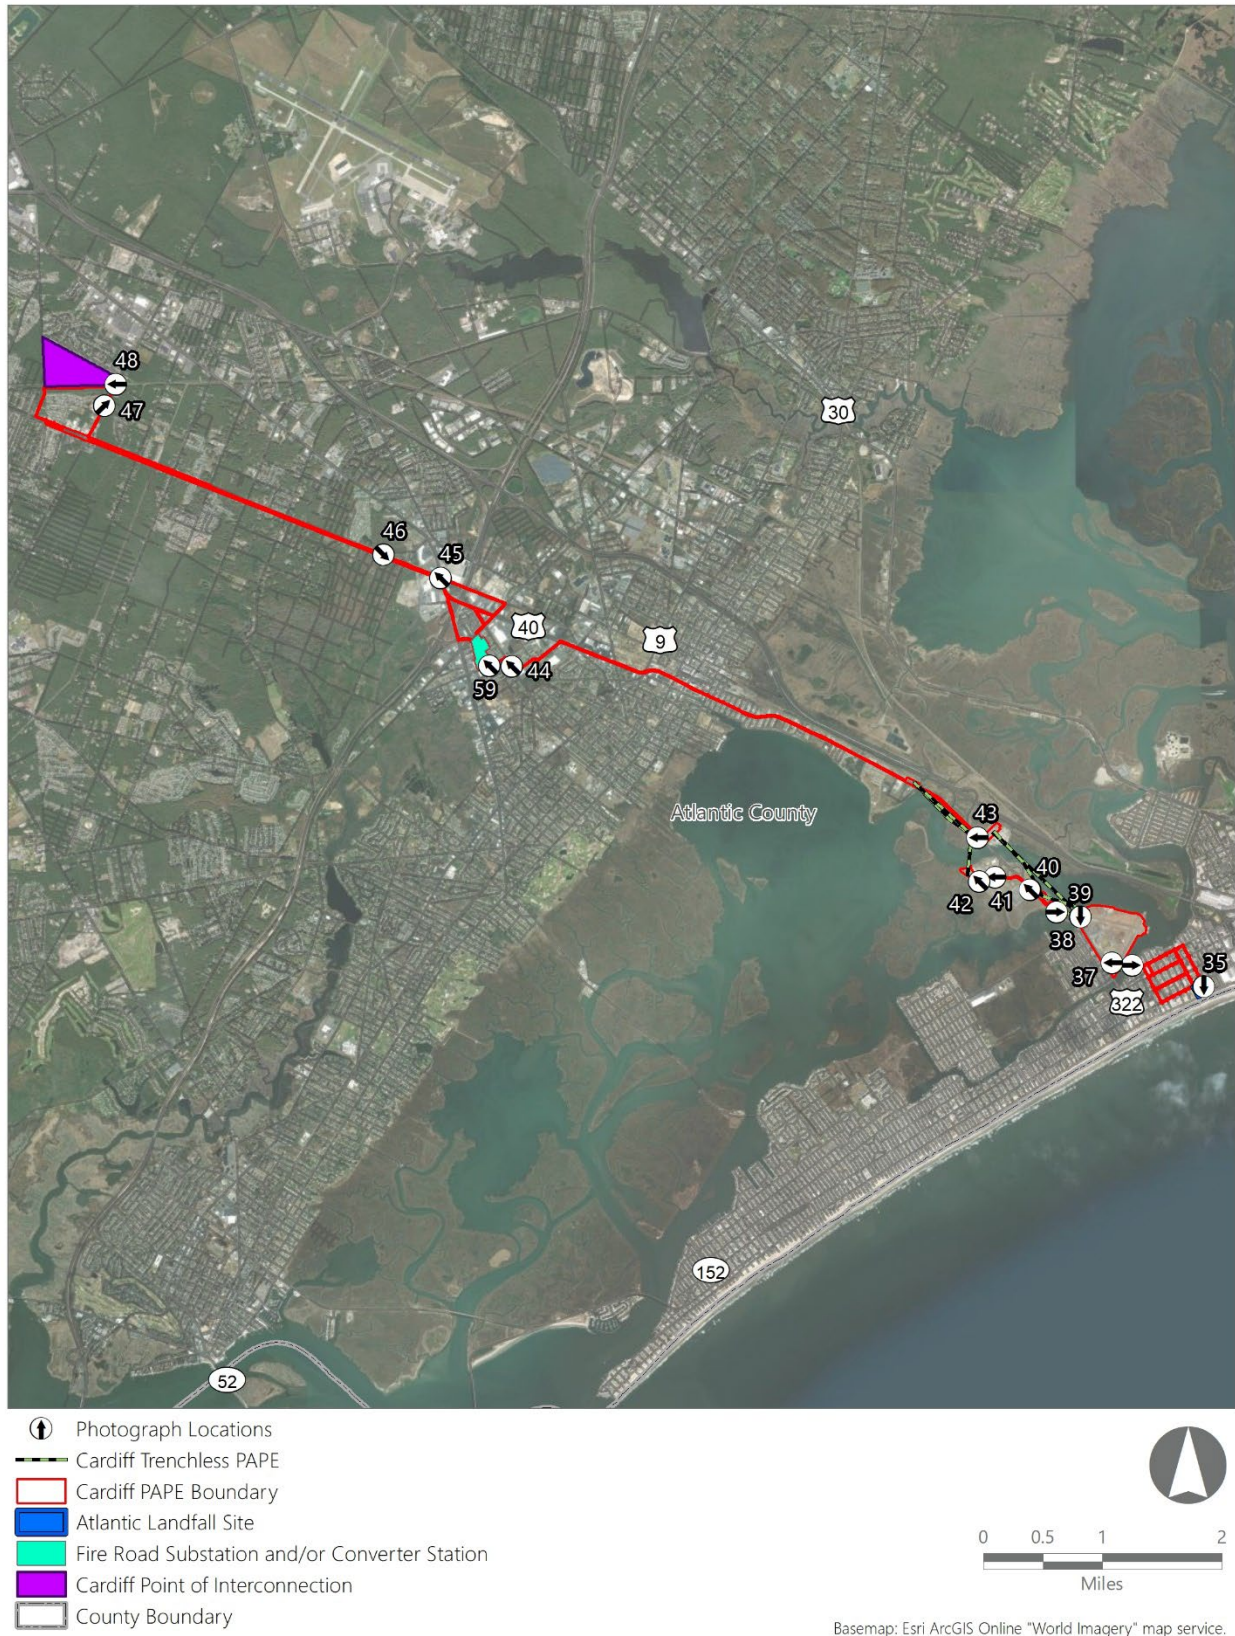 48
47
30
46
45
40
9
59
44
Atlantic County
43
40
42
41
39
38
37
35
322
152
52
Photograph Locations
Cardiff Trenchless PAPE
Cardiff PAPE Boundary
Atlantic Landfall Site
Fire Road Substation and/or Converter Station
Cardiff Point of Interconnection
County Boundary
0 0.5 1 2
Miles
Basemap: Esri ArcGIS Online "World Imagery" map service.